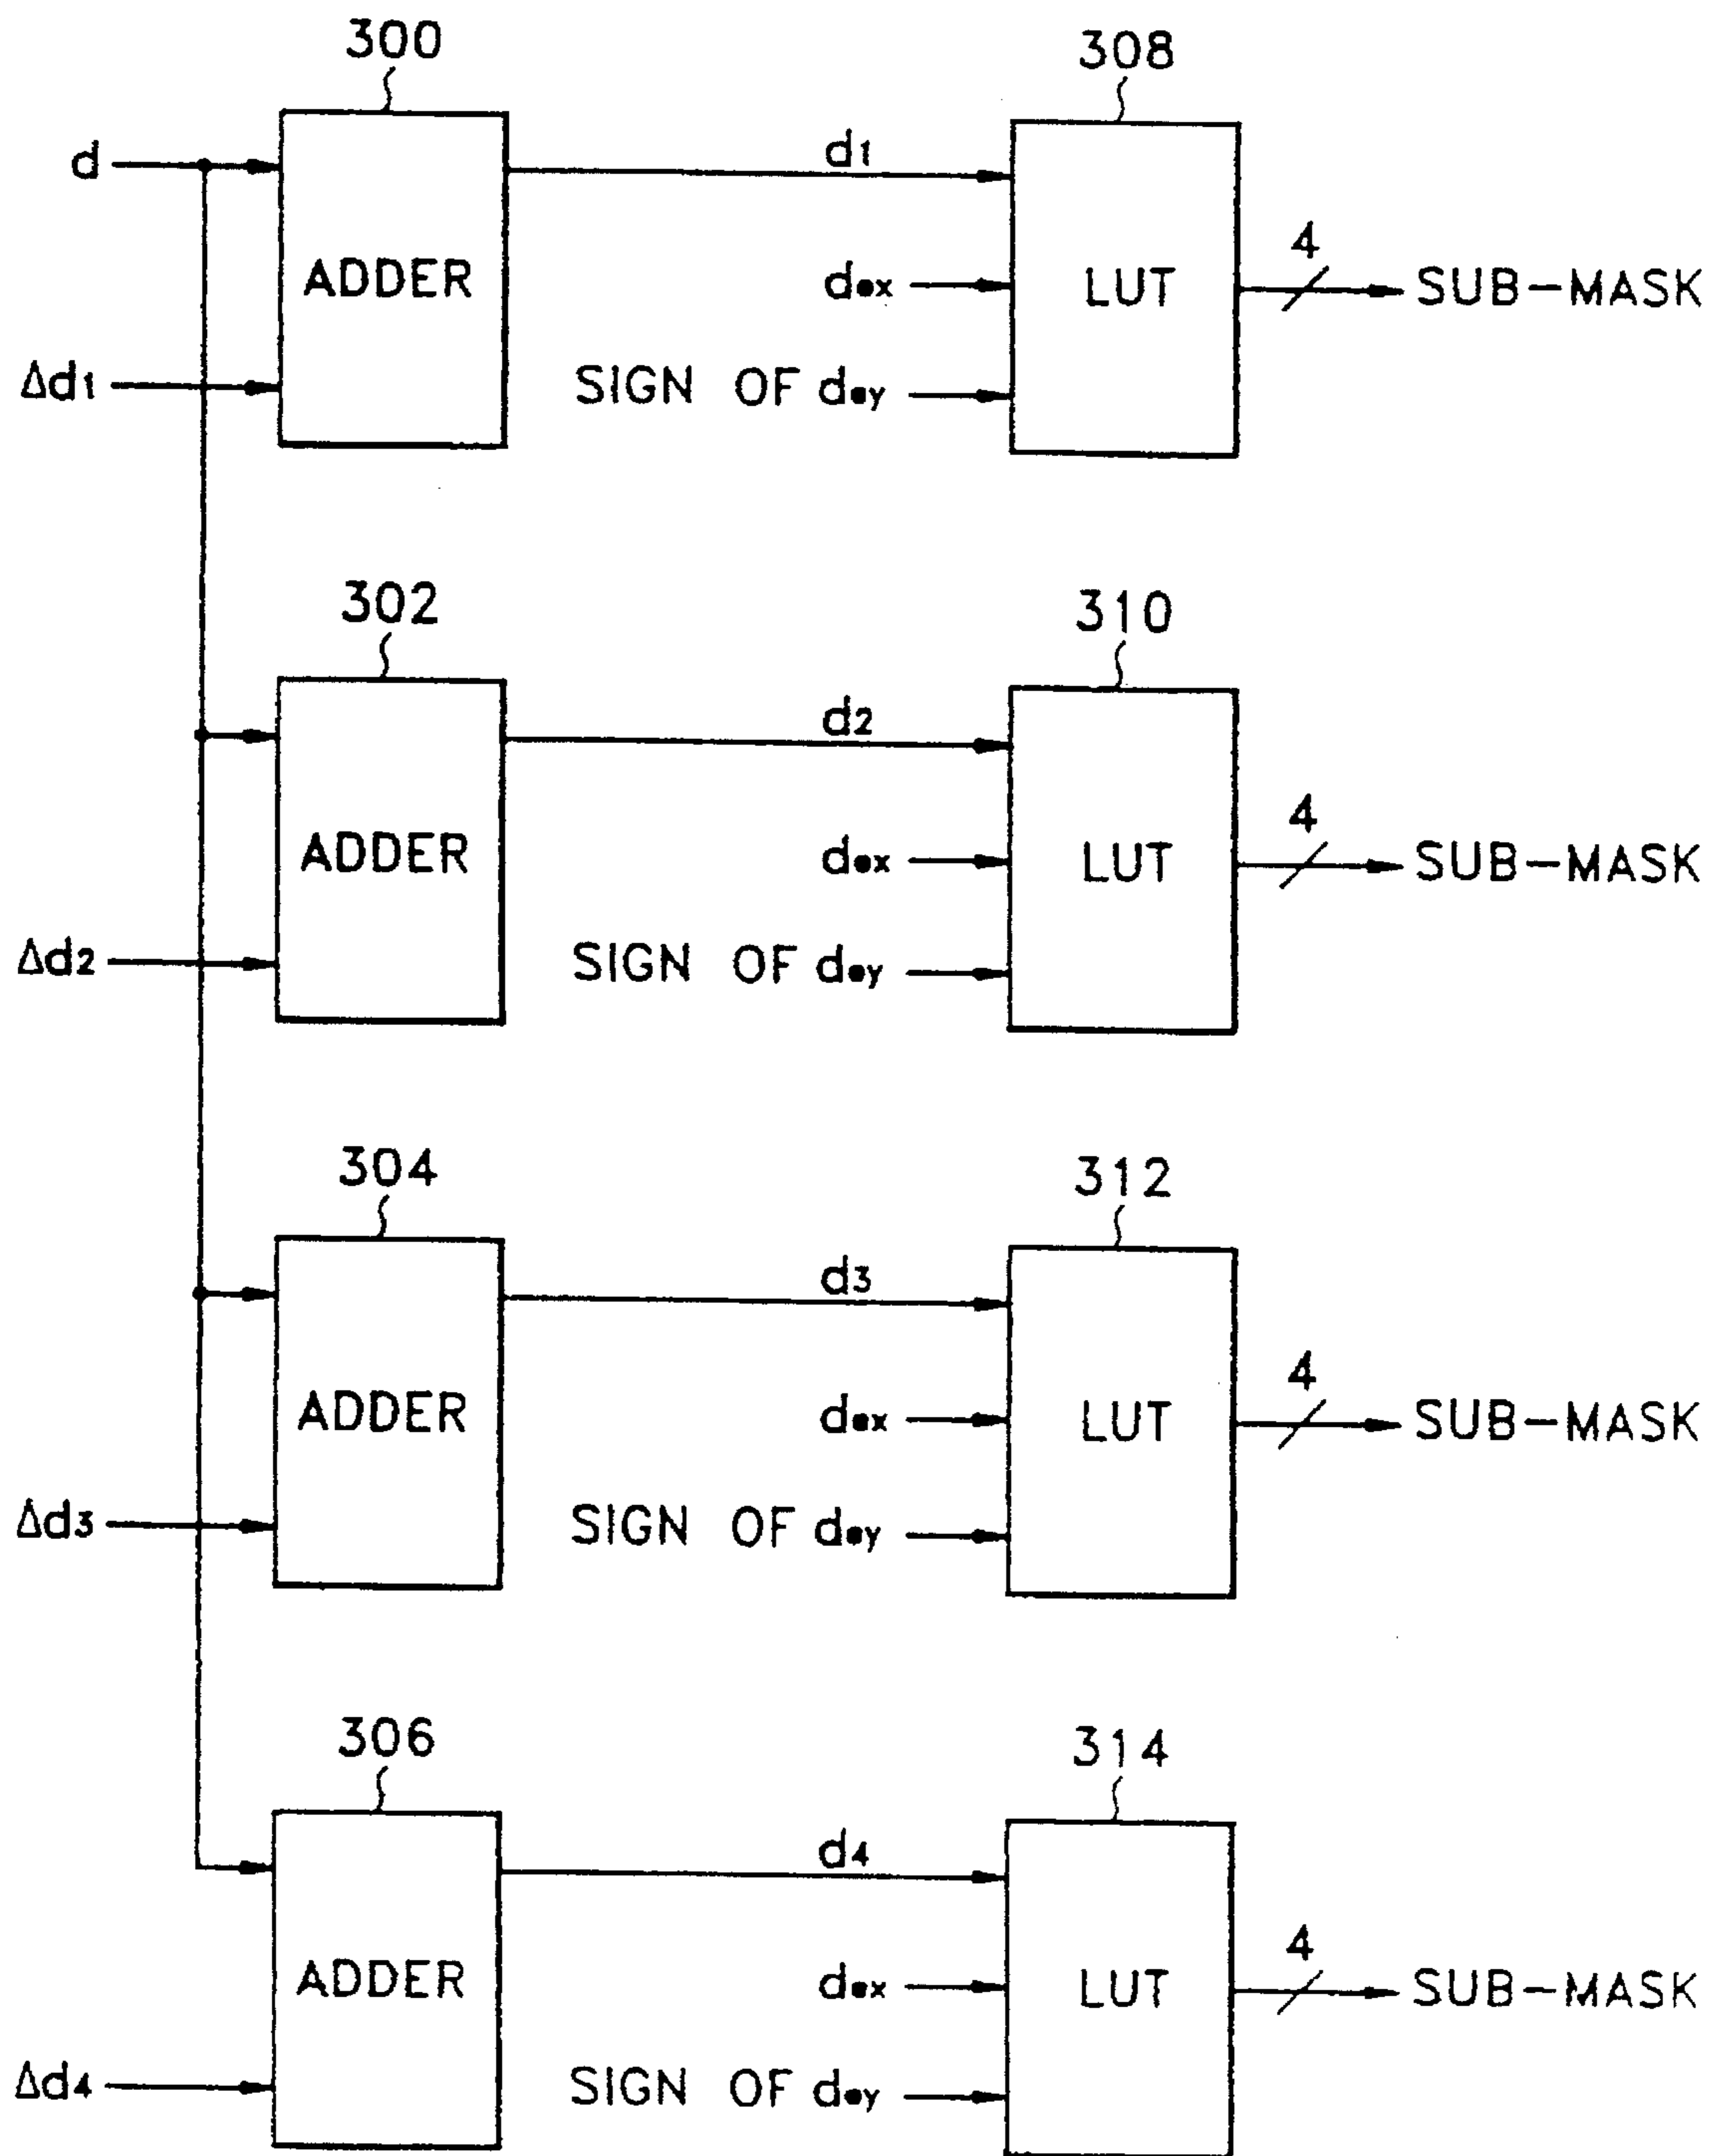 300
308
d
d1
ADDER
dex
LUT
4
SUB-MASK
Δd1
SIGN OF dey
302
310
d2
ADDER
dex
LUT
4
SUB-MASK
Δd2
SIGN OF dey
304
312
d3
ADDER
dex
LUT
4
SUB-MASK
Δd3
SIGN OF dey
306
314
d4
ADDER
dex
LUT
4
SUB-MASK
Δd4
SIGN OF dey